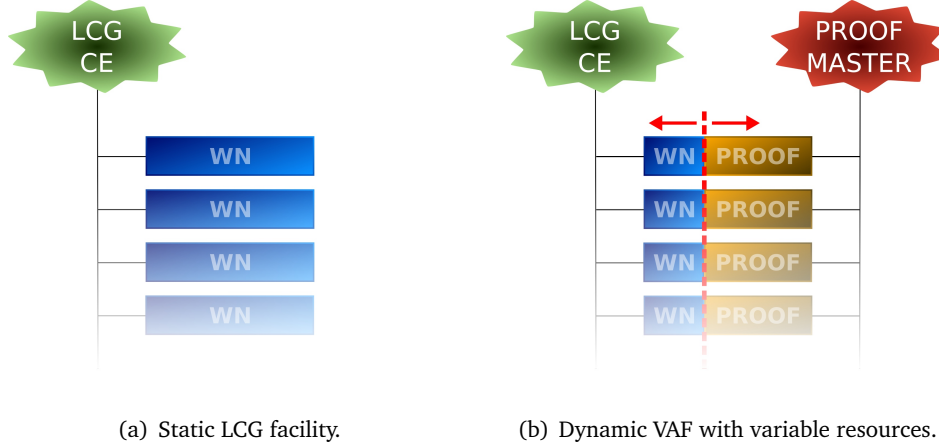 LCG
CE
WN
WN
WN
WN
(a) Static LCG facility.
LCG
CE
PROOF
MASTER
WN PROOF
WN PROOF
WN PROOF
WN PROOF
(b) Dynamic VAF with variable resources.